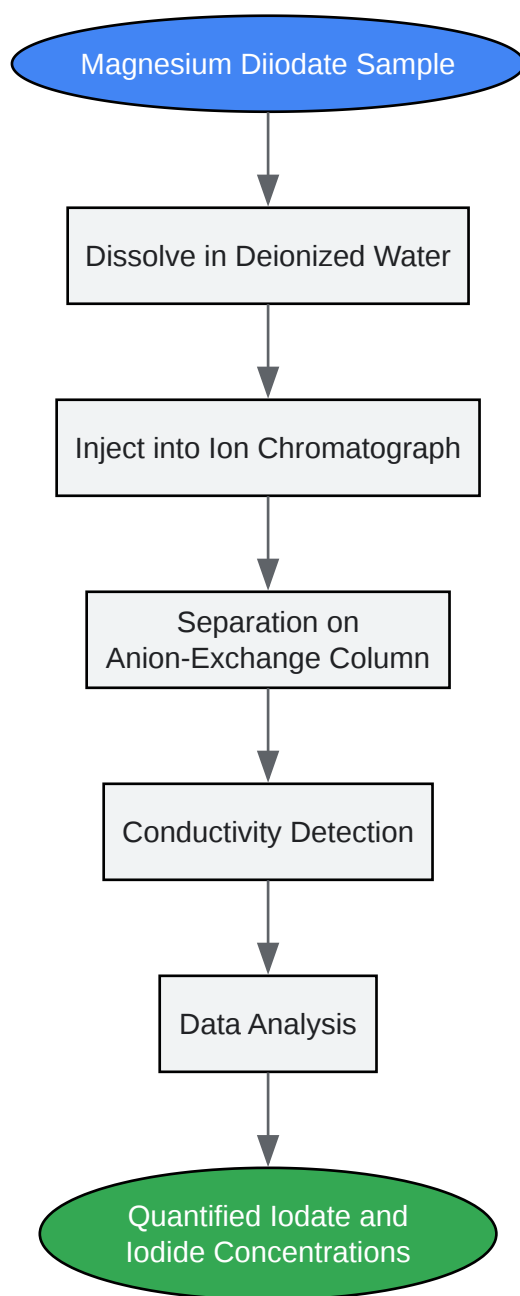 Magnesium Diiodate Sample
Dissolve in Deionized Water
Inject into Ion Chromatograph
Separation on
Anion-Exchange Column
Conductivity Detection
Data Analysis
Quantified Iodate and
Iodide Concentrations